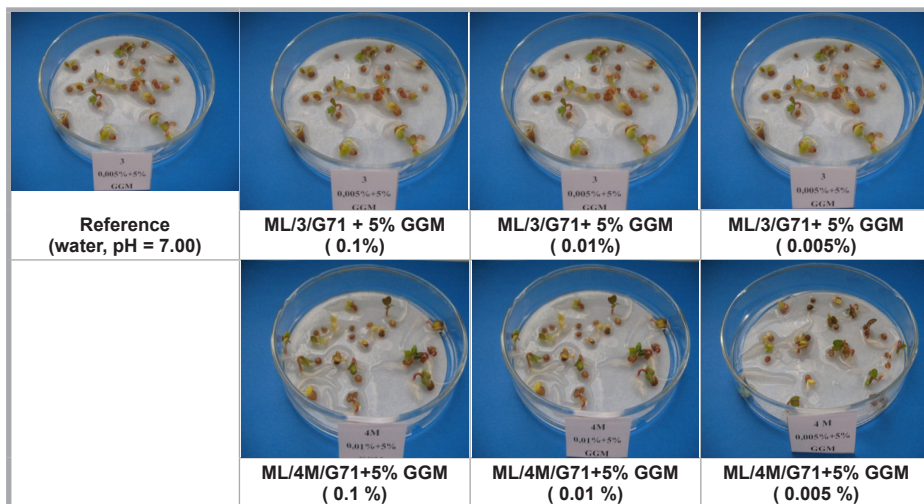 3
0,005%+5%
GGM
3
0,005%+5%
GGM
3
0,005%+5%
GGM
3
0,005%+5%
GGM
Reference
(water, pH = 7.00)
ML/3/G71 + 5% GGM
( 0.1%)
ML/3/G71+ 5% GGM
( 0.01%)
ML/3/G71+ 5% GGM
( 0.005%)
4M
0,01%+5%
GGM
4M
0,01%+5%
GGM
4 M
0,005%+5%
GGM
ML/4M/G71+5% GGM
( 0.1 %)
ML/4M/G71+5% GGM
( 0.01 %)
ML/4M/G71+5% GGM
( 0.005 %)